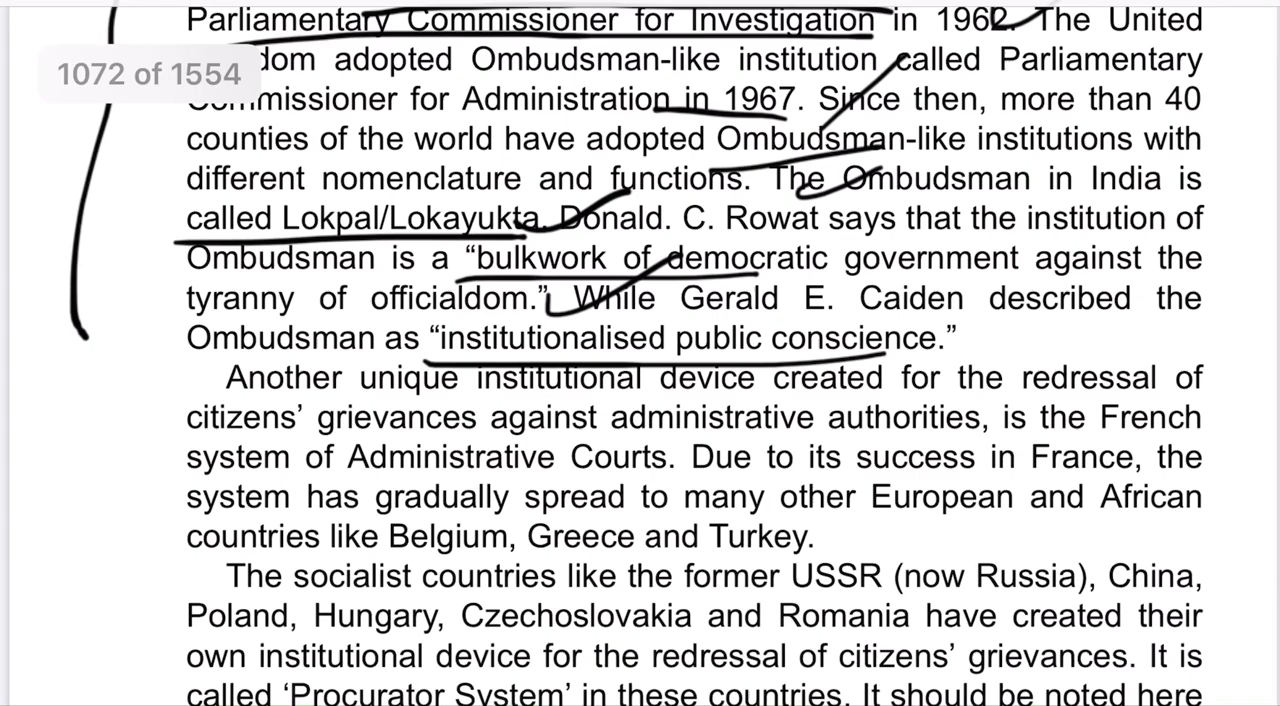 Parliamentary Commissioner for Investigation in 1962. The United
1072 of 1554
dom adopted Ombudsman-like institution called Parliamentary
Commissioner for Administration in 1967. Since then, more than 40
counties of the world have adopted Ombudsman-like institutions with
different nomenclature and functions. The Ombudsman in India is
called Lokpal/Lokayukta. Donald. C. Rowat says that the institution of
Ombudsman is a “bulkwork of democratic government against the
tyranny of officialdom.” While Gerald E. Caiden described the
Ombudsman as “institutionalised public conscience.”
Another unique institutional device created for the redressal of
citizens’ grievances against administrative authorities, is the French
system of Administrative Courts. Due to its success in France, the
system has gradually spread to many other European and African
countries like Belgium, Greece and Turkey.
The socialist countries like the former USSR (now Russia), China,
Poland, Hungary, Czechoslovakia and Romania have created their
own institutional device for the redressal of citizens’ grievances. It is
called ‘Procurator System’ in these countries. It should be noted here